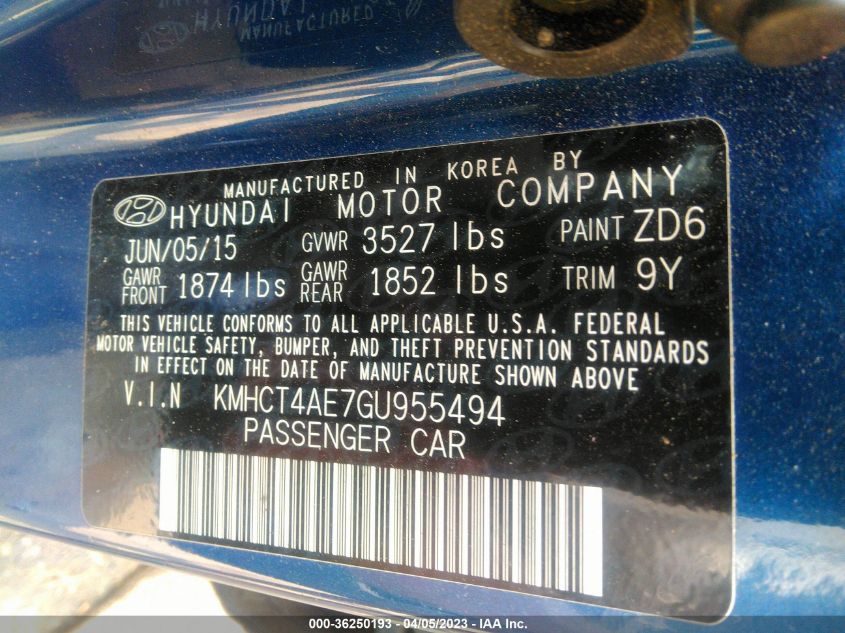 MANUFACTURED IN KOREA BY
HYUNDAI MOTOR COMPANY
JUN/05/15 GVWR 3527 lbs PAINT ZD6
GAWR FRONT 1874 lbs GAWR REAR 1852 lbs TRIM 9Y
THIS VEHICLE CONFORMS TO ALL APPLICABLE U.S.A. FEDERAL
MOTOR VEHICLE SAFETY, BUMPER, AND THEFT PREVENTION STANDARDS
IN EFFECT ON THE DATE OF MANUFACTURE SHOWN ABOVE
V.I.N KMHCT4AE7GU955494
PASSENGER CAR
000-36250193 - 04/05/2023 - IAA Inc.